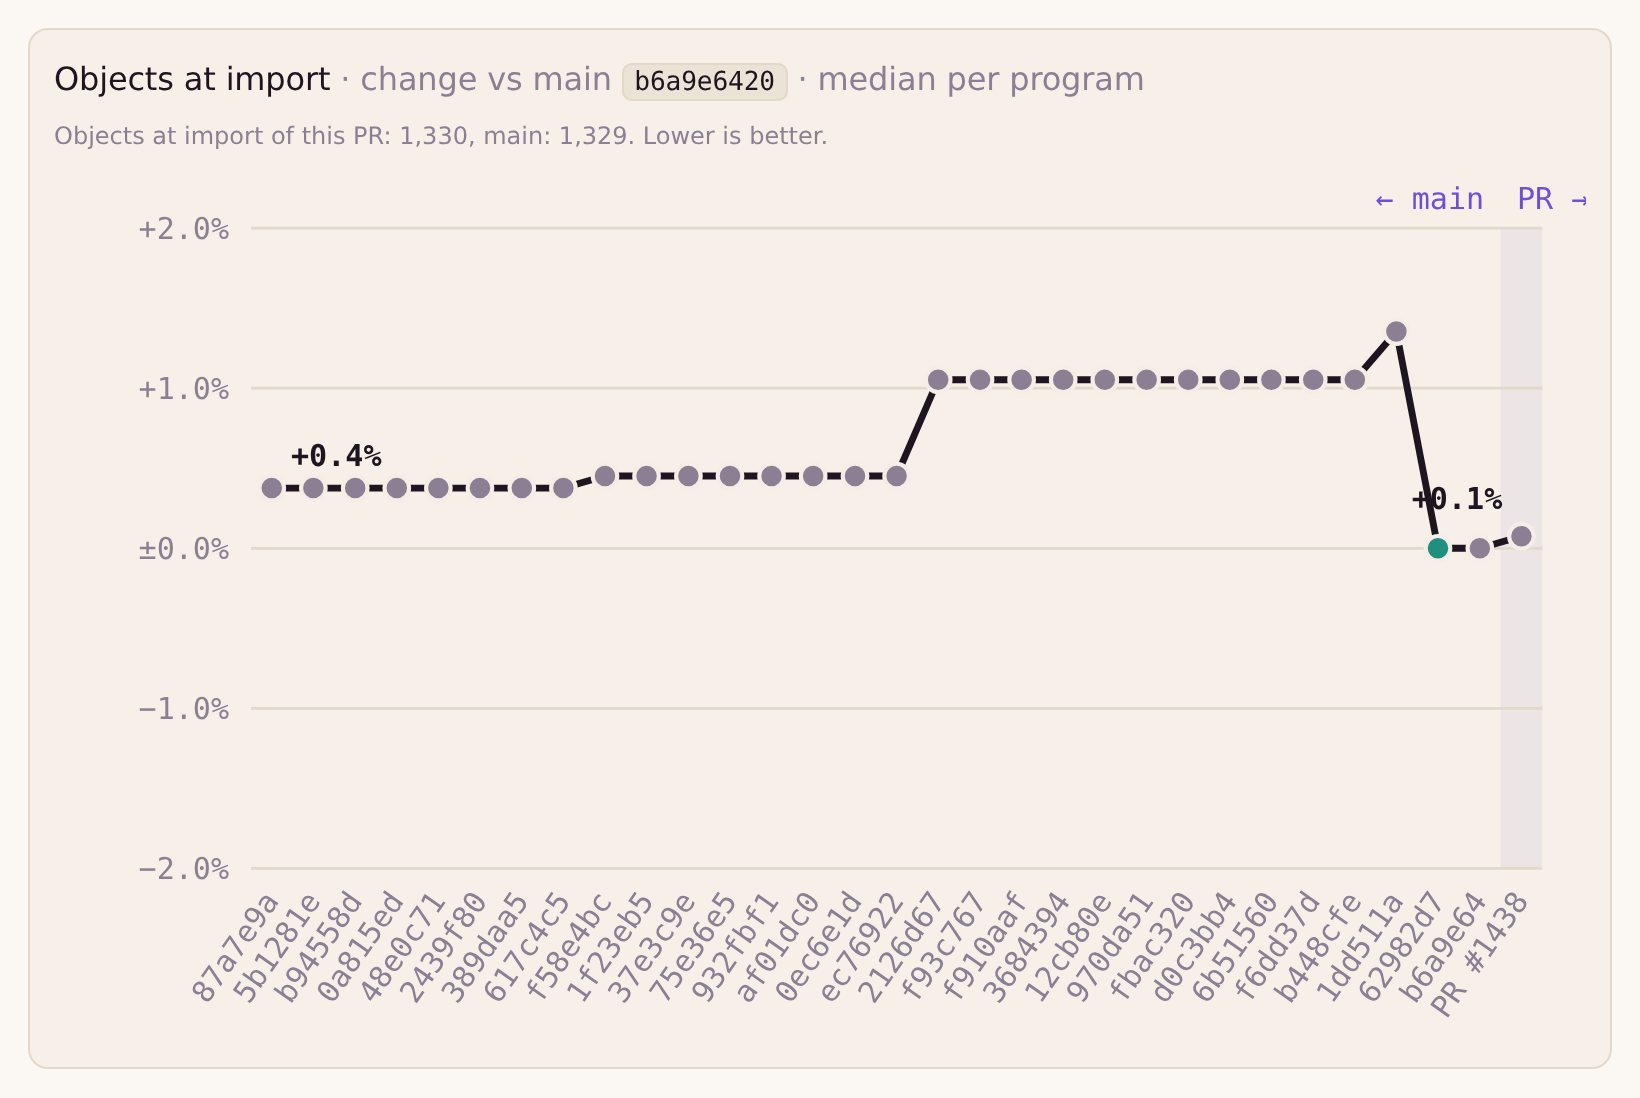 Objects at import · change vs main b6a9e6420 · median per program
Objects at import of this PR: 1,330, main: 1,329. Lower is better.
← main PR →
+2.0%
+1.0%
+0.4%
+0.1%
±0.0%
−1.0%
−2.0%
87a7e9a
5b1281e
b94558d
0a815ed
48e0c71
2439f80
389daa5
617c4c5
f58e4bc
1f23eb5
37e3c9e
75e36e5
932fbf1
af01dc0
0ec6e1d
ec76922
2126d67
f93c767
f910aaf
3684394
12cb80e
970da51
fbac320
d0c3bb4
6b51560
f6dd37d
b448cfe
1dd511a
62982d7
b6a9e64
PR #1438